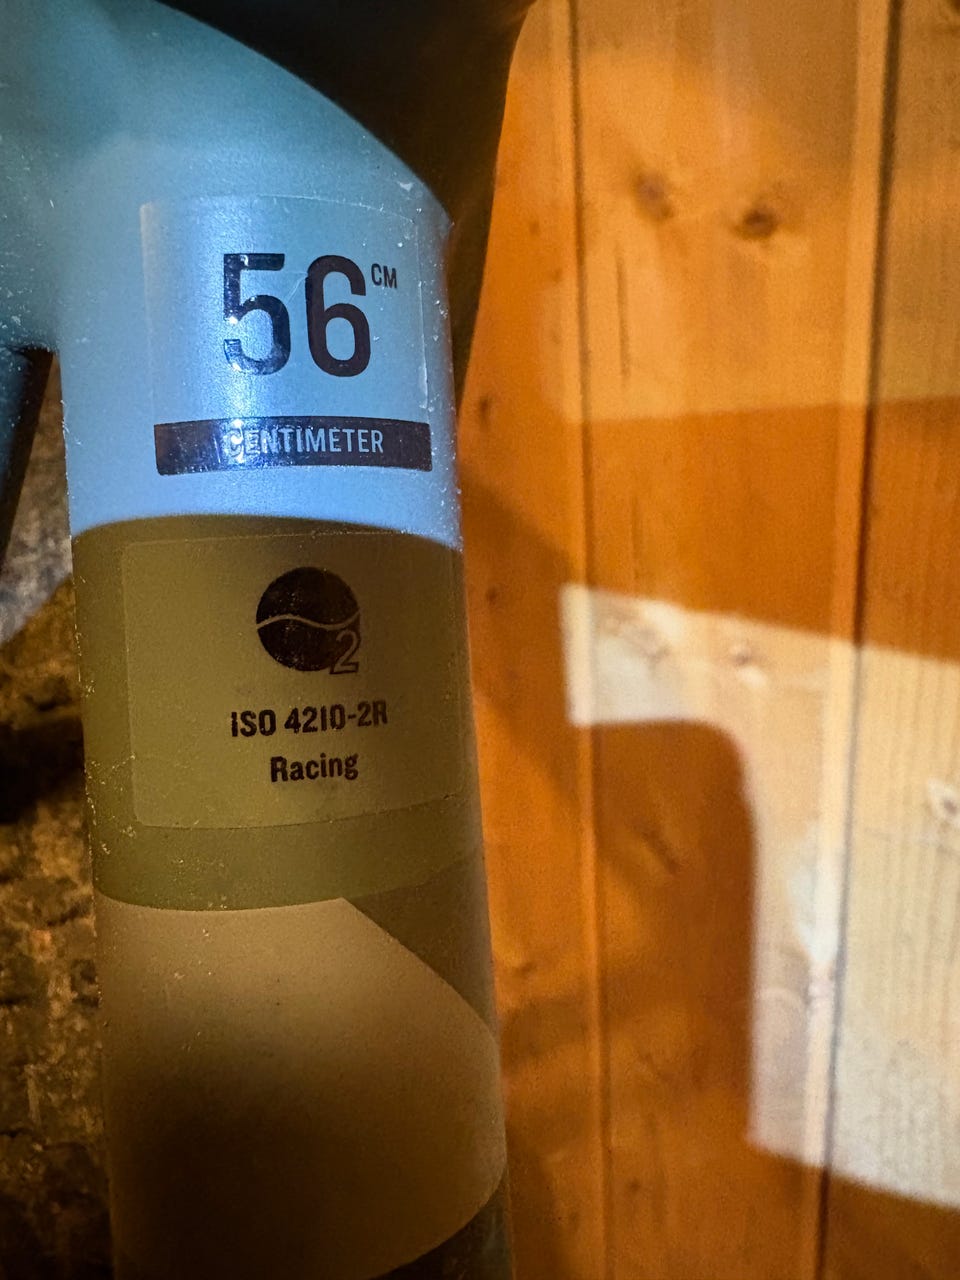 56 CM
CENTIMETER
2
ISO 4210-2R
Racing